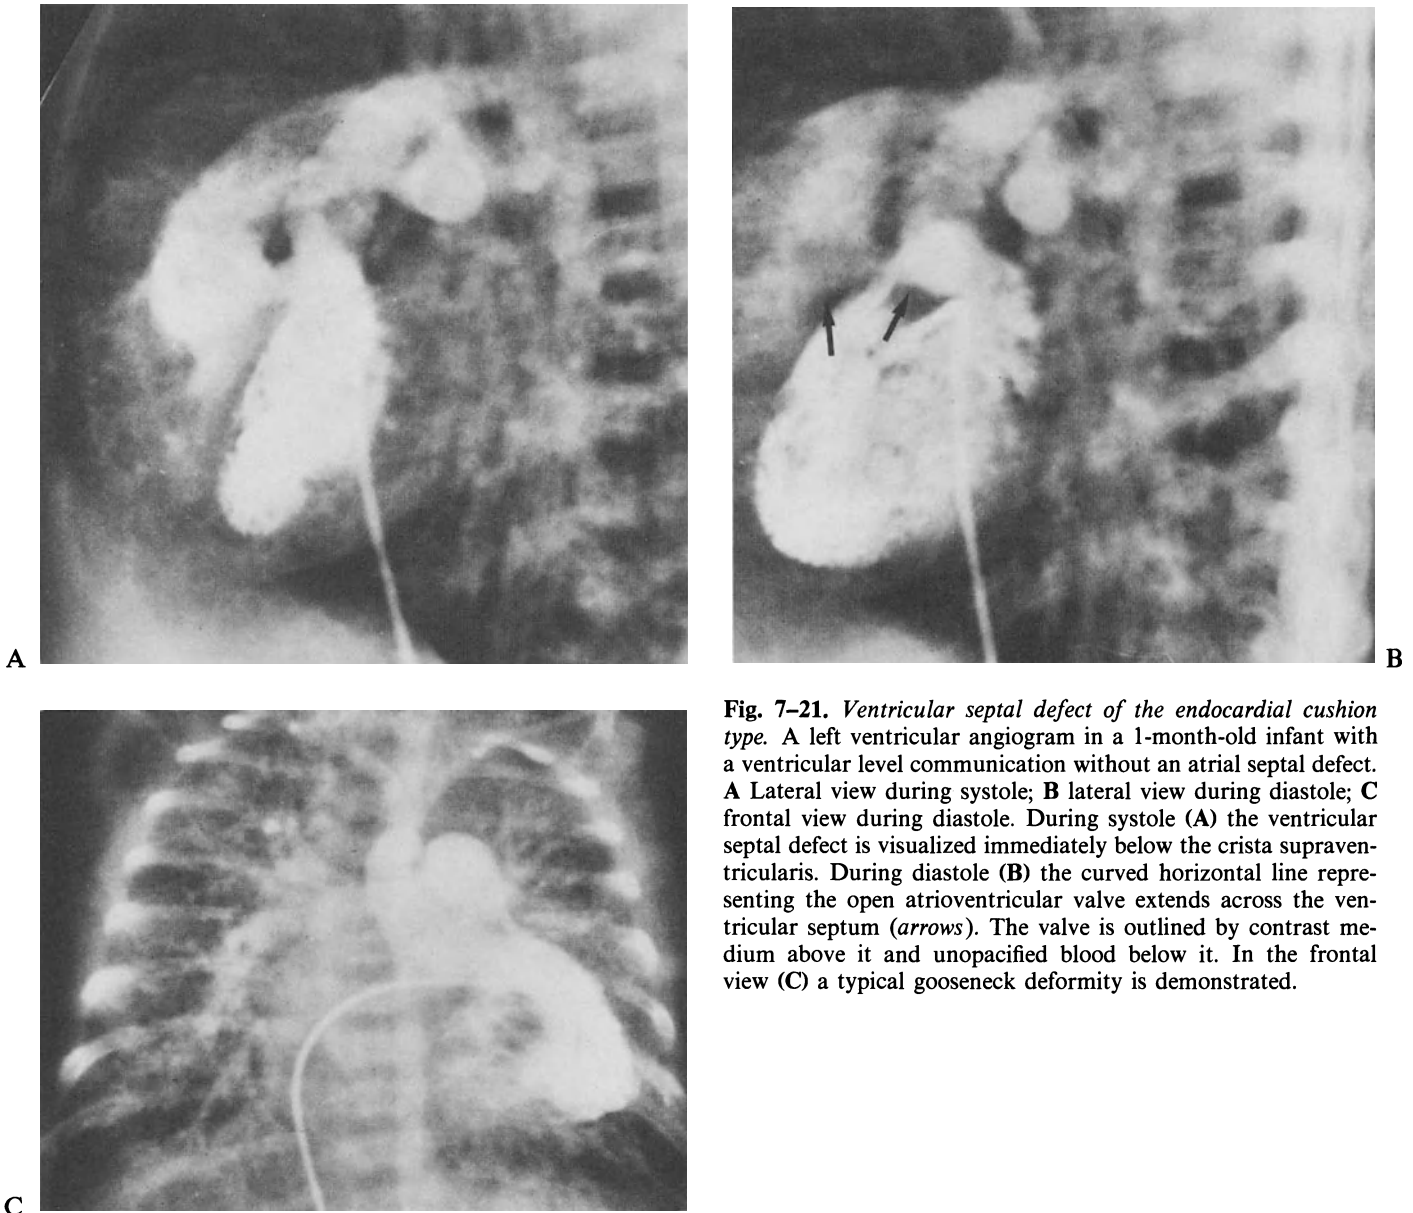 A
B
C
Fig. 7–21. Ventricular septal defect of the endocardial cushion
type. A left ventricular angiogram in a 1-month-old infant with
a ventricular level communication without an atrial septal defect.
A Lateral view during systole; B lateral view during diastole; C
frontal view during diastole. During systole (A) the ventricular
septal defect is visualized immediately below the crista supraven-
tricularis. During diastole (B) the curved horizontal line repre-
senting the open atrioventricular valve extends across the ven-
tricular septum (arrows). The valve is outlined by contrast me-
dium above it and unopacified blood below it. In the frontal
view (C) a typical gooseneck deformity is demonstrated.